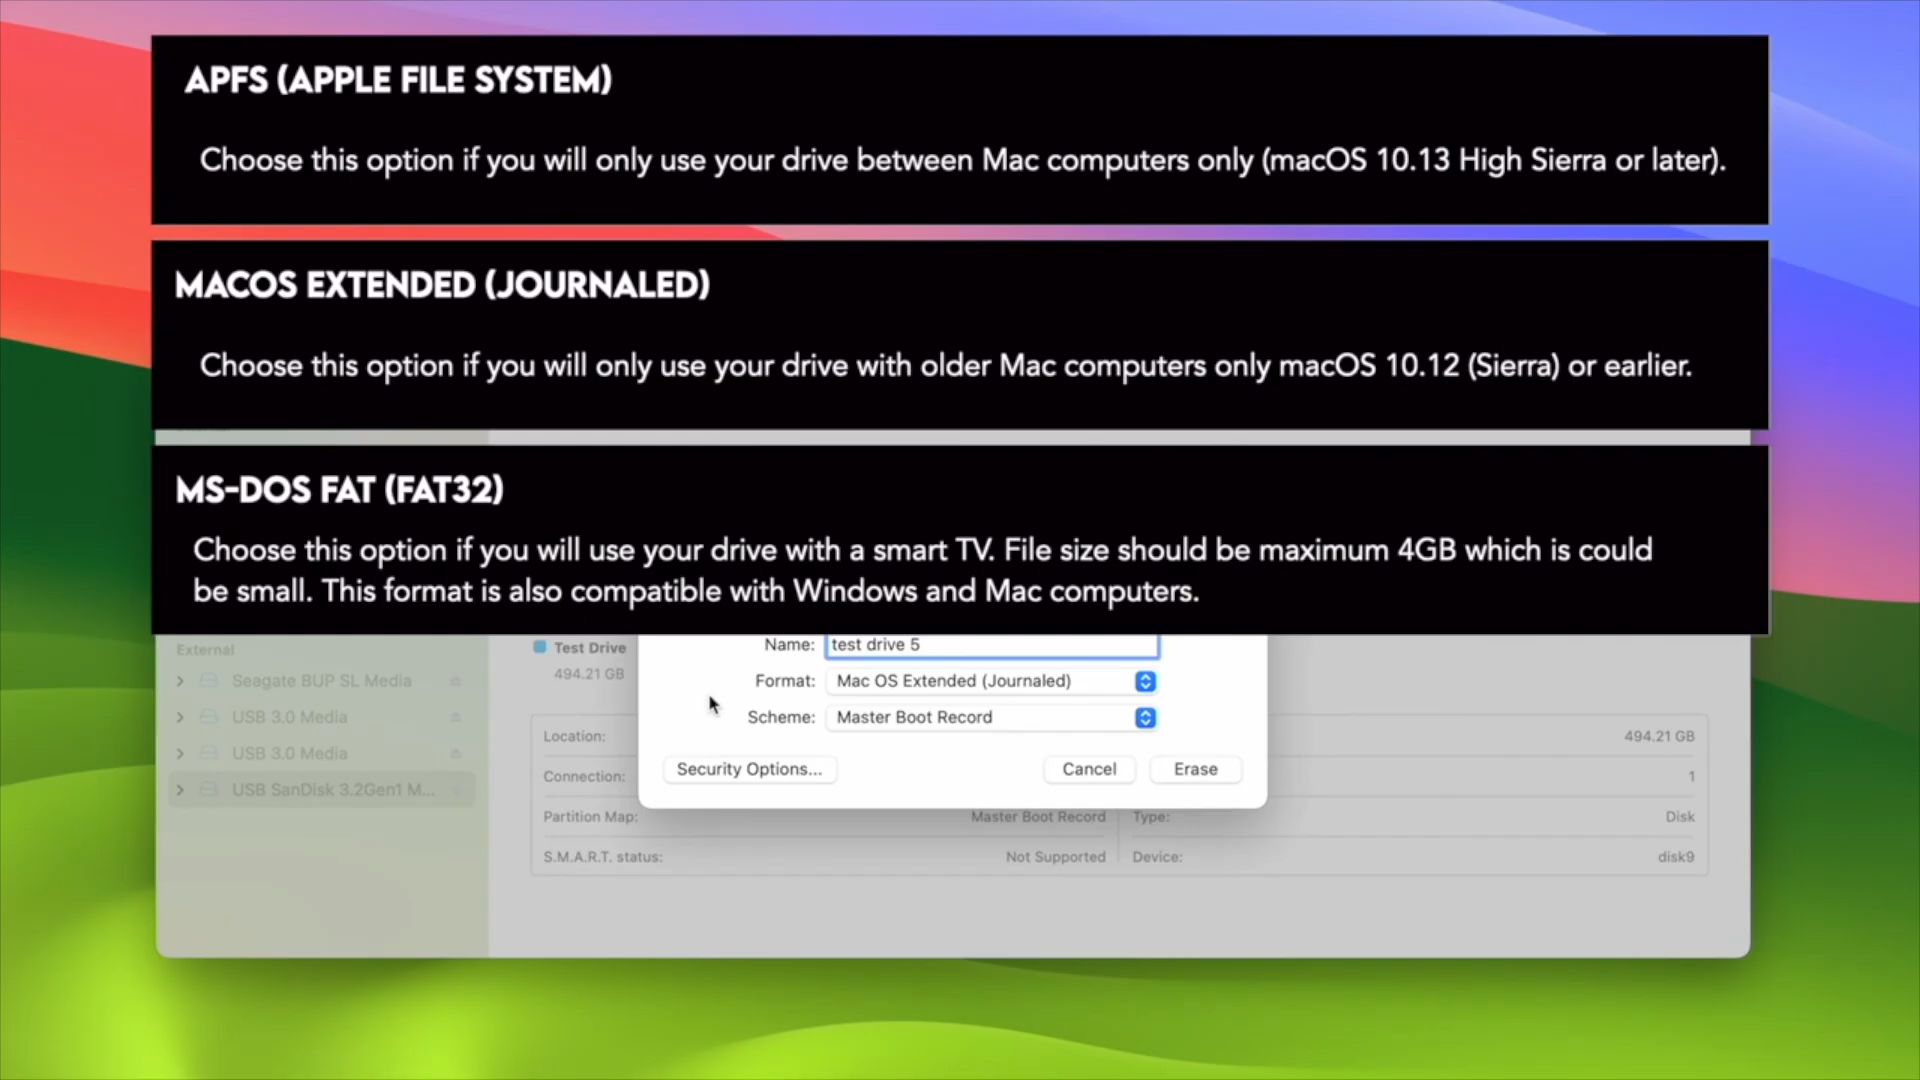 APFS (APPLE FILE SYSTEM)
Choose this option if you will only use your drive between Mac computers only (macOS 10.13 High Sierra or later).
MACOS EXTENDED (JOURNALED)
Choose this option if you will only use your drive with older Mac computers only macOS 10.12 (Sierra) or earlier.
MS-DOS FAT (FAT32)
Choose this option if you will use your drive with a smart TV. File size should be maximum 4GB which is could
be small. This format is also compatible with Windows and Mac computers.
External
Seagate BUP SL Media
USB 3.0 Media
USB 3.0 Media
USB SanDisk 3.2Gen1 M...
Test Drive
494.21 GB
Name: test drive 5
Format: Mac OS Extended (Journaled)
Scheme: Master Boot Record
Security Options... Cancel Erase
Location: 494.21 GB
Connection: 1
Partition Map: Master Boot Record Type: Disk
S.M.A.R.T. status: Not Supported Device: disk9